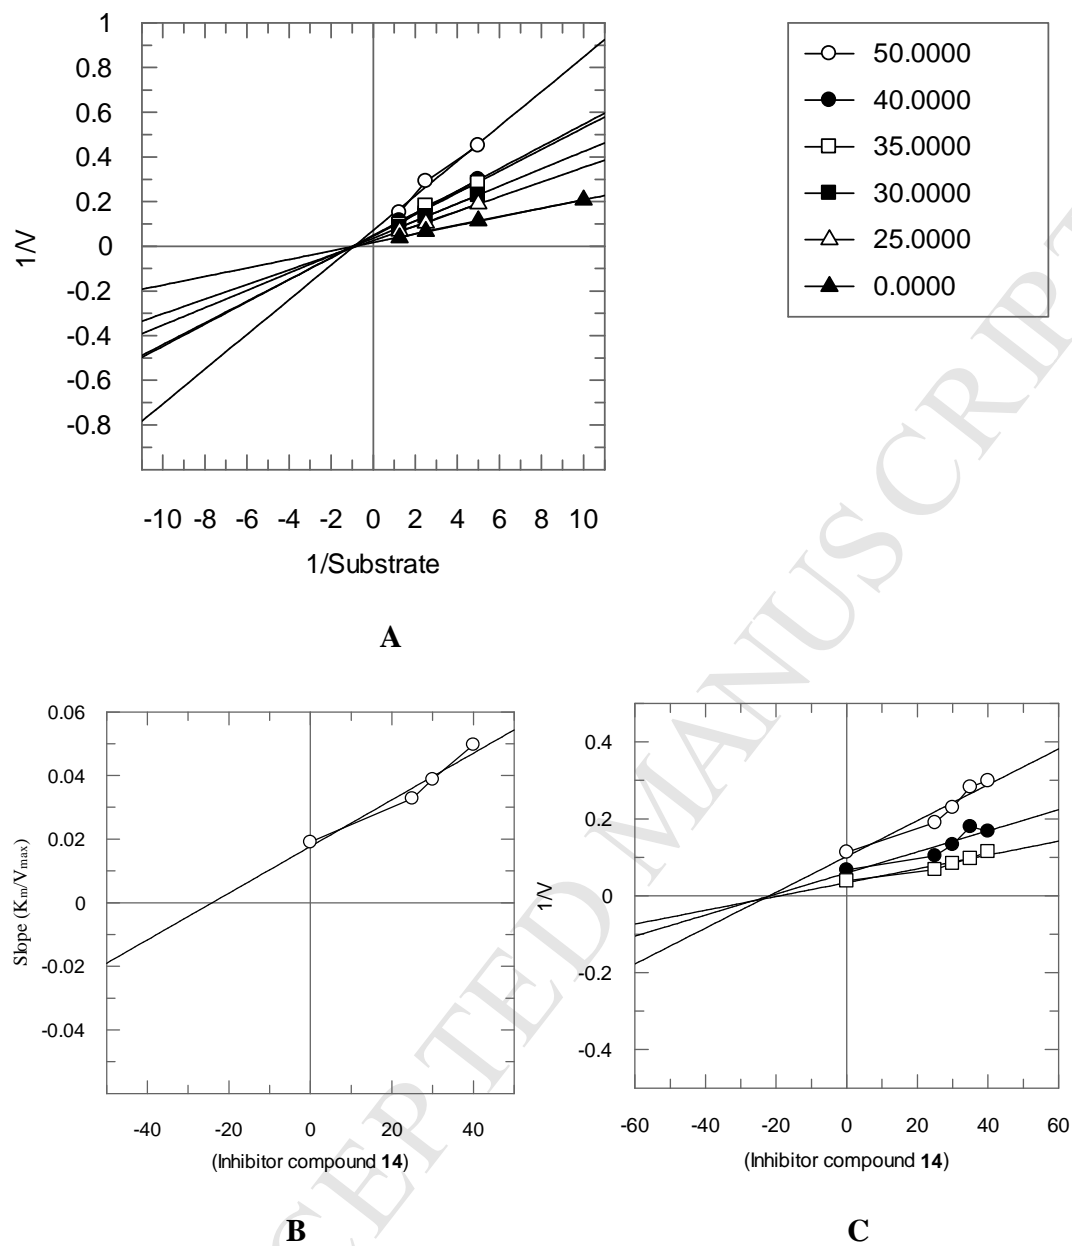 1
0.8
0.6
0.4
0.2
0
-0.2
-0.4
-0.6
-0.8
1/V
-10 -8 -6 -4 -2 0 2 4 6 8 10
1/Substrate
50.0000
40.0000
35.0000
30.0000
25.0000
0.0000
A
0.06
0.04
0.02
0
-0.02
-0.04
Slope (Km/Vmax)
-40 -20 0 20 40
(Inhibitor compound 14)
B
0.4
0.2
0
-0.2
-0.4
1/V
-60 -40 -20 0 20 40 60
(Inhibitor compound 14)
C
CEPTED MANUSCRIPT